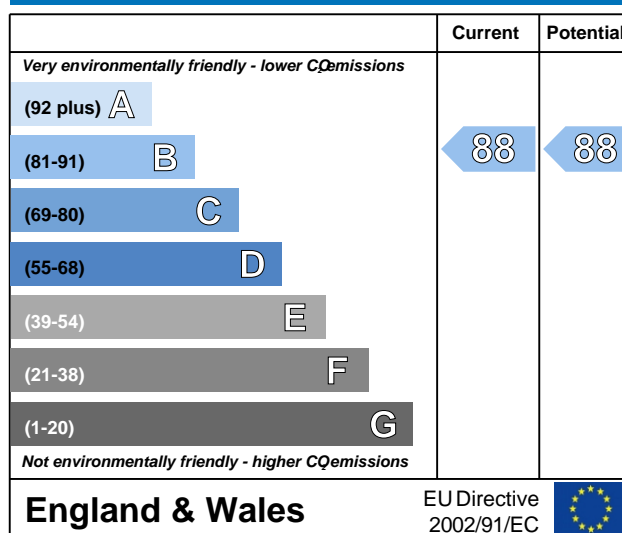 Current Potential
Very environmentally friendly - lower CO2 emissions
(92 plus) A
(81-91) B 88 88
(69-80) C
(55-68) D
(39-54) E
(21-38) F
(1-20) G
Not environmentally friendly - higher CO2 emissions
England & Wales
EU Directive
2002/91/EC